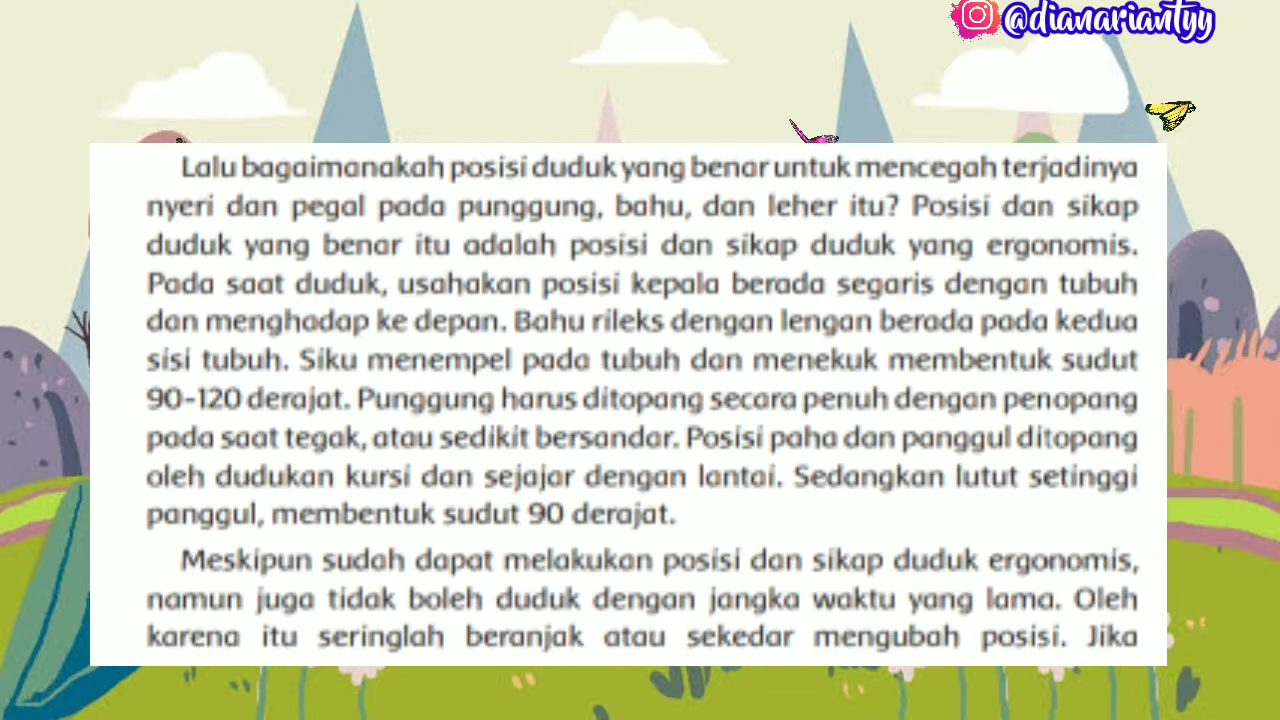 @dianariantyy
Lalu bagaimanakah posisi duduk yang benar untuk mencegah terjadinya
nyeri dan pegal pada punggung, bahu, dan leher itu? Posisi dan sikap
duduk yang benar itu adalah posisi dan sikap duduk yang ergonomis.
Pada saat duduk, usahakan posisi kepala berada segaris dengan tubuh
dan menghadap ke depan. Bahu rileks dengan lengan berada pada kedua
sisi tubuh. Siku menempel pada tubuh dan menekuk membentuk sudut
90-120 derajat. Punggung harus ditopang secara penuh dengan penopang
pada saat tegak, atau sedikit bersandar. Posisi paha dan panggul ditopang
oleh dudukan kursi dan sejajar dengan lantai. Sedangkan lutut setinggi
panggul, membentuk sudut 90 derajat.
Meskipun sudah dapat melakukan posisi dan sikap duduk ergonomis,
namun juga tidak boleh duduk dengan jangka waktu yang lama. Oleh
karena itu seringlah beranjak atau sekedar mengubah posisi. Jika